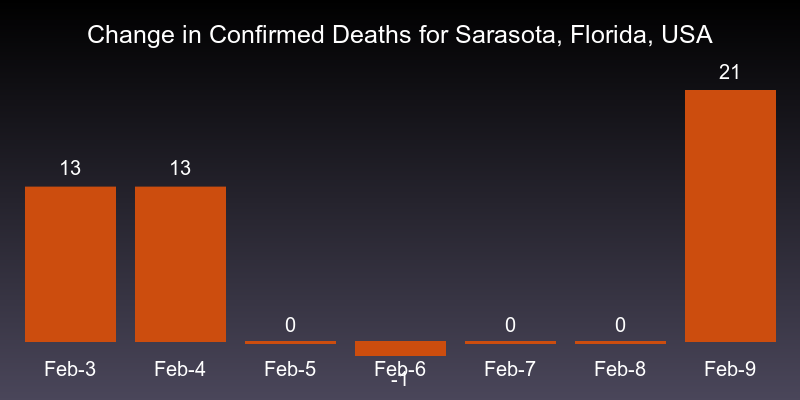 Change in Confirmed Deaths for Sarasota, Florida, USA
21
13 13
0 0 0
Feb-3 Feb-4 Feb-5 Feb-6 Feb-7 Feb-8 Feb-9
-1